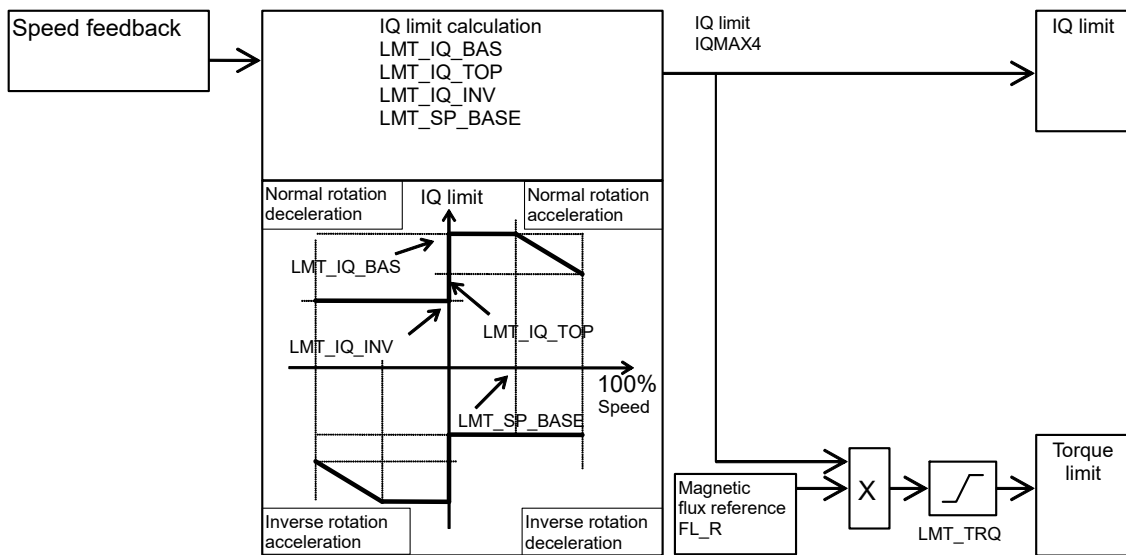 Speed feedback
IQ limit calculation
LMT_IQ_BAS
LMT_IQ_TOP
LMT_IQ_INV
LMT_SP_BASE
IQ limit
IQMAX4
IQ limit
Normal rotation
deceleration
IQ limit
Normal rotation
acceleration
LMT_IQ_BAS
LMT_IQ_TOP
LMT_IQ_INV
100%
Speed
LMT_SP_BASE
Inverse rotation
acceleration
Inverse rotation
deceleration
Magnetic
flux reference
FL_R
X
LMT_TRQ
Torque
limit